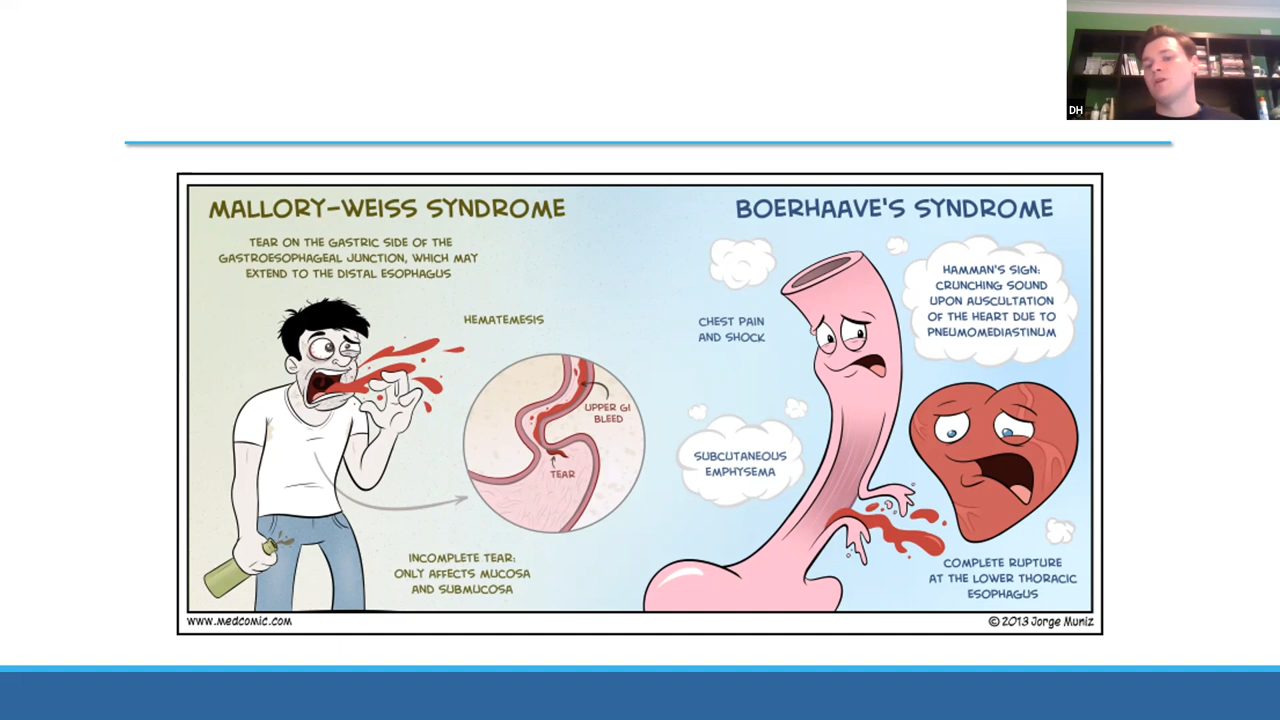 DH
MALLORY-WEISS SYNDROME
TEAR ON THE GASTRIC SIDE OF THE
GASTROESOPHAGEAL JUNCTION, WHICH MAY
EXTEND TO THE DISTAL ESOPHAGUS
HEMATEMESIS
UPPER GI
BLEED
TEAR
INCOMPLETE TEAR:
ONLY AFFECTS MUCOSA
AND SUBMUCOSA
BOERHAAVE'S SYNDROME
CHEST PAIN
AND SHOCK
HAMMAN'S SIGN:
CRUNCHING SOUND
UPON AUSCULTATION
OF THE HEART DUE TO
PNEUMOMEDIASTINUM
SUBCUTANEOUS
EMPHYSEMA
COMPLETE RUPTURE
AT THE LOWER THORACIC
ESOPHAGUS
www.medcomic.com
© 2013 Jorge Muniz